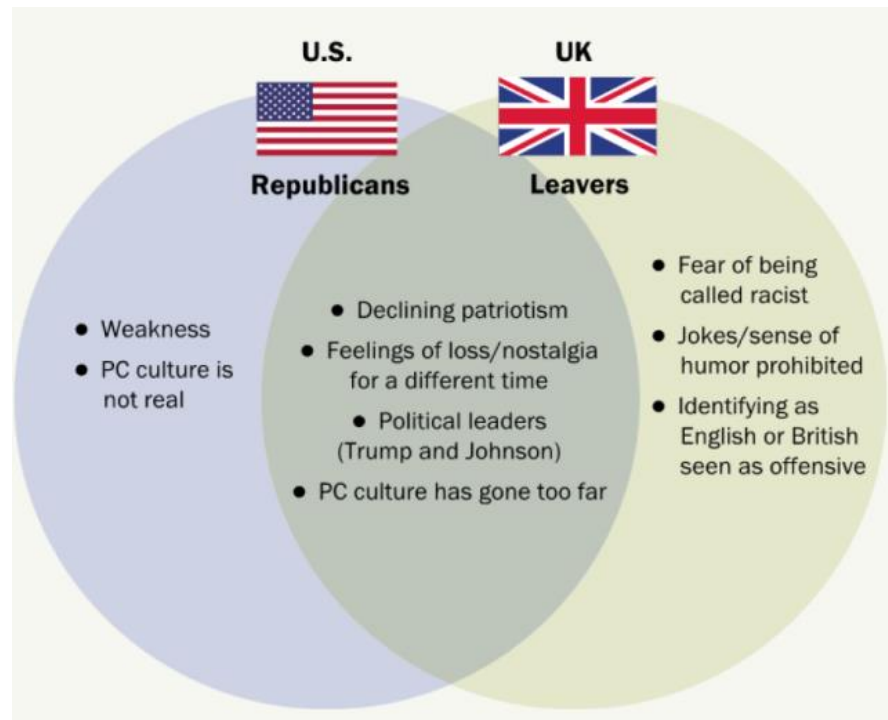 U.S.
UK
Republicans
Leavers
● Weakness
● PC culture is
not real
● Declining patriotism
● Feelings of loss/nostalgia
for a different time
● Political leaders
(Trump and Johnson)
● PC culture has gone too far
● Fear of being
called racist
● Jokes/sense of
humor prohibited
● Identifying as
English or British
seen as offensive